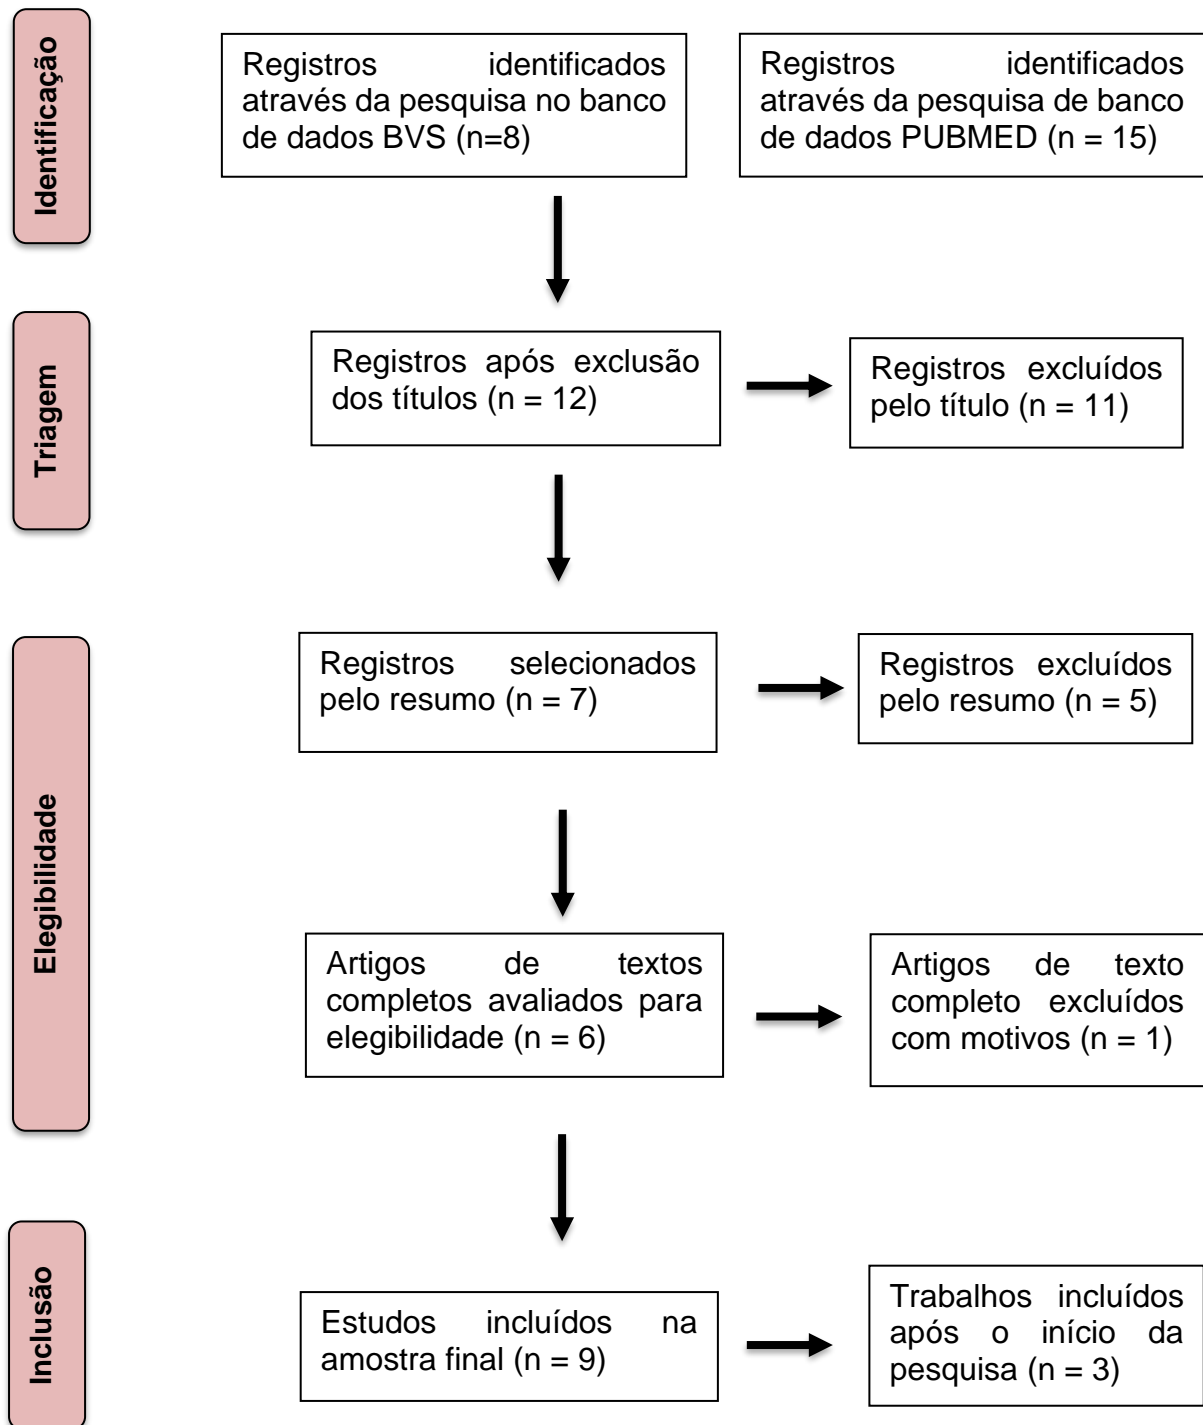 Identificação
Registros identificados
através da pesquisa no banco
de dados BVS (n=8)
Registros identificados
através da pesquisa de banco
de dados PUBMED (n = 15)
Triagem
Registros após exclusão
dos títulos (n = 12)
Registros excluídos
pelo título (n = 11)
Elegibilidade
Registros selecionados
pelo resumo (n = 7)
Registros excluídos
pelo resumo (n = 5)
Artigos de textos
completos avaliados para
elegibilidade (n = 6)
Artigos de texto
completo excluídos
com motivos (n = 1)
Inclusão
Estudos incluídos na
amostra final (n = 9)
Trabalhos incluídos
após o início da
pesquisa (n = 3)